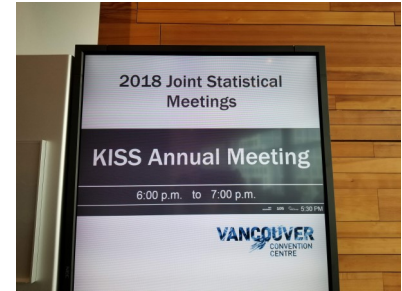 2018 Joint Statistical
Meetings
KISS Annual Meeting
6:00 p.m. to 7:00 p.m.
5:30 PM
VANCOUVER
CONVENTION
CENTRE